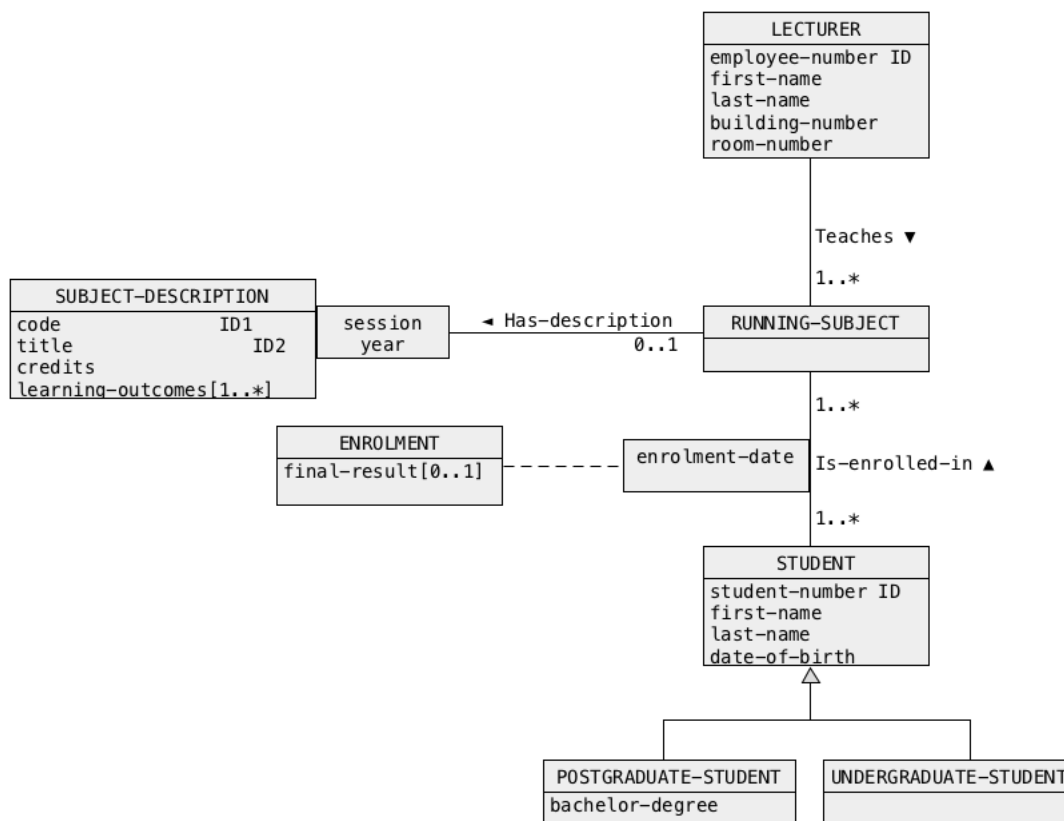 LECTURER
employee-number ID
first-name
last-name
building-number
room-number
Teaches ▼
1..*
SUBJECT-DESCRIPTION
code ID1
title ID2
credits
learning-outcomes[1..*]
session
year
◄ Has-description
0..1
RUNNING-SUBJECT
1..*
ENROLMENT
final-result[0..1]
enrolment-date
Is-enrolled-in ▲
1..*
STUDENT
student-number ID
first-name
last-name
date-of-birth
POSTGRADUATE-STUDENT
bachelor-degree
UNDERGRADUATE-STUDENT